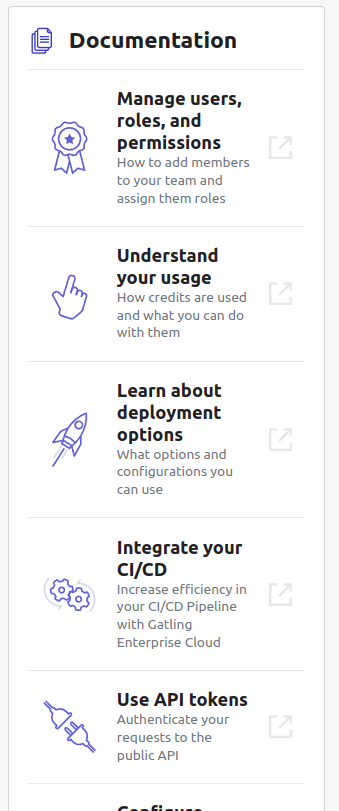 Documentation
Manage users,
roles, and
permissions
How to add members
to your team and
assign them roles
Understand
your usage
How credits are used
and what you can do
with them
Learn about
deployment
options
What options and
configurations you
can use
Integrate your
CI/CD
Increase efficiency in
your CI/CD Pipeline
with Gatling
Enterprise Cloud
Use API tokens
Authenticate your
requests to the
public API
Configure